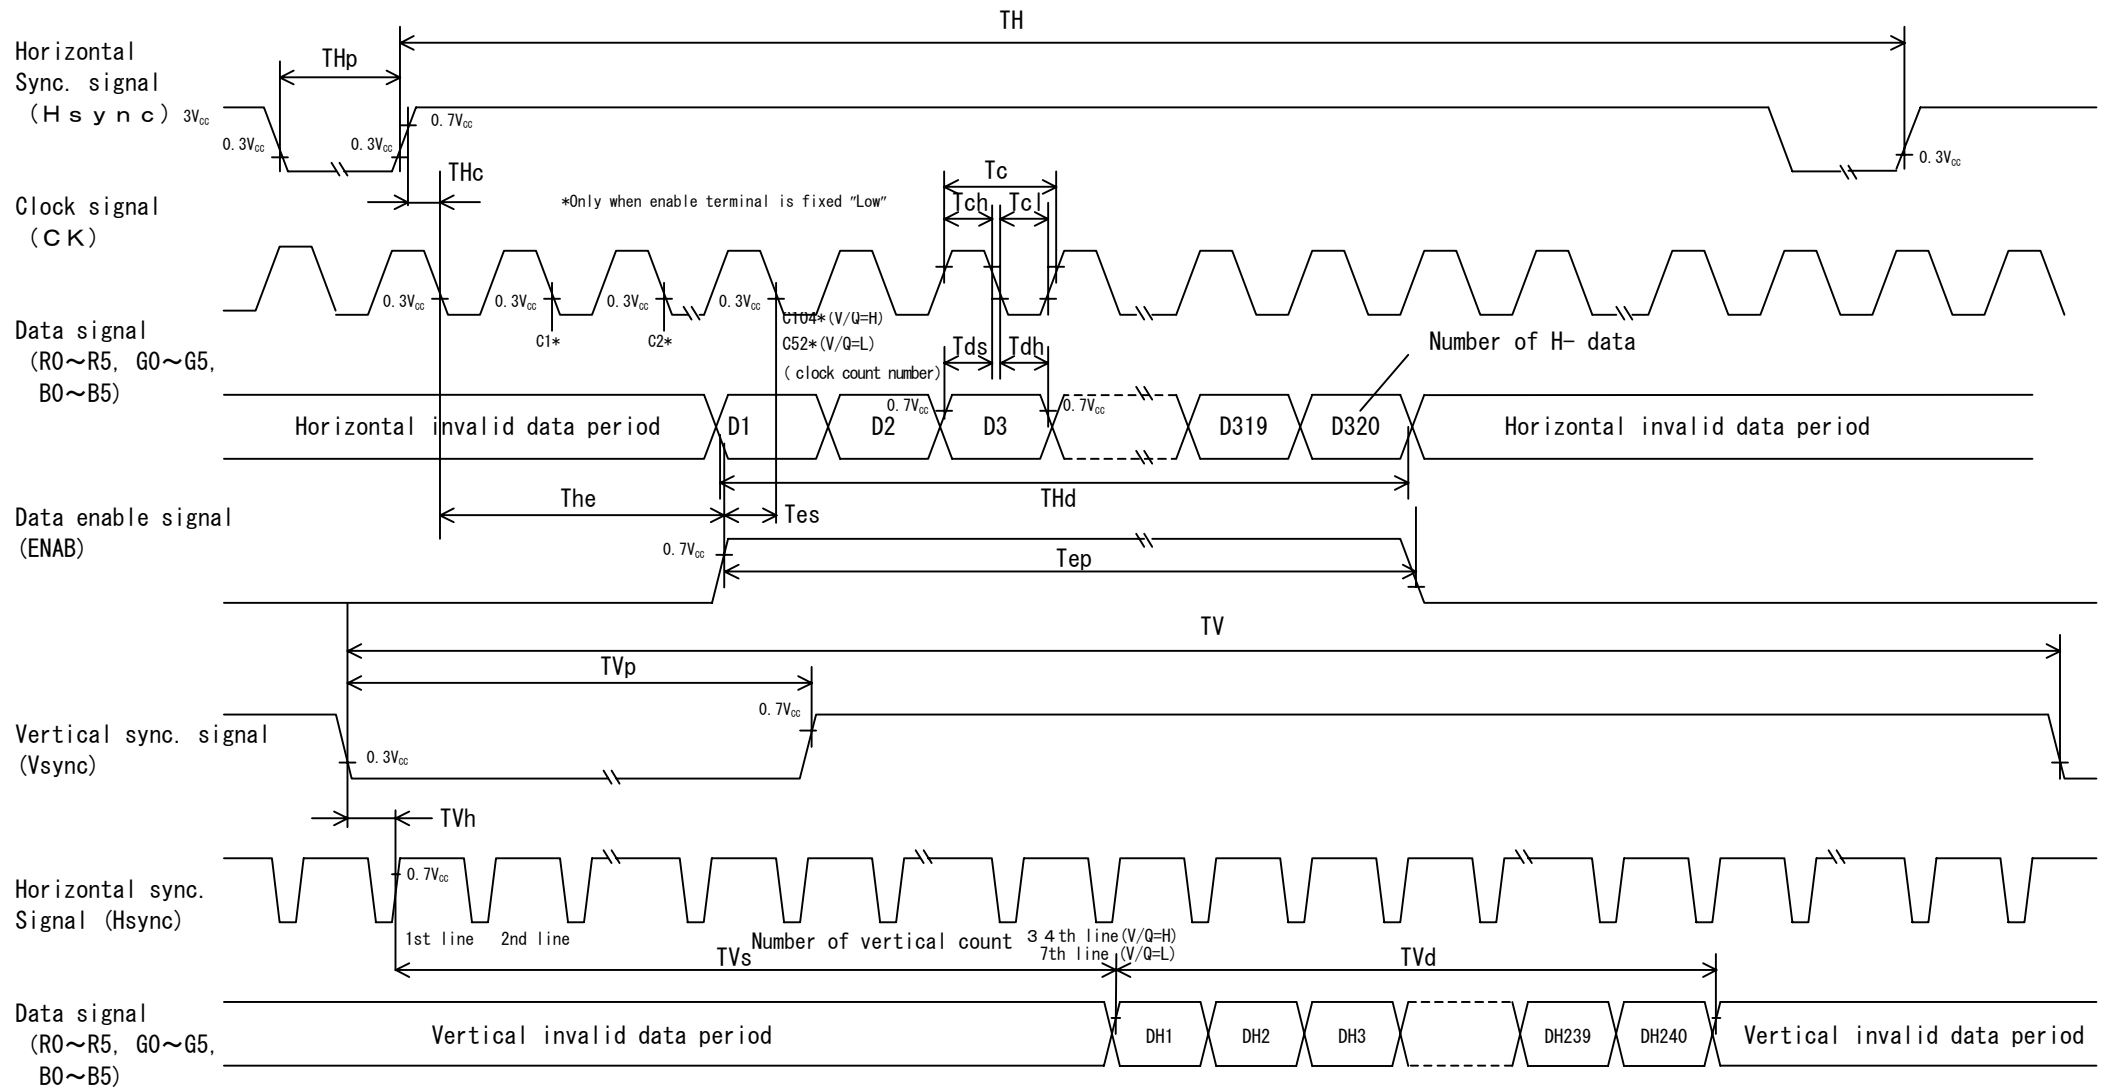 TH
Horizontal
Sync. signal
(Hsync) 3Vcc
THp
0.7Vcc
0.3Vcc
0.3Vcc
0.3Vcc
THc
Tc
*Only when enable terminal is fixed "Low"
Tch
Tcl
Clock signal
(CK)
0.3Vcc
0.3Vcc
0.3Vcc
0.3Vcc
C1*
C2*
C104*(V/Q=H)
C52*(V/Q=L)
( clock count number)
Tds
Tdh
Number of H- data
Data signal
(R0〜R5, G0〜G5,
B0〜B5)
0.7Vcc
0.7Vcc
Horizontal invalid data period
D1
D2
D3
D319
D320
Horizontal invalid data period
The
THd
Tes
Data enable signal
(ENAB)
0.7Vcc
Tep
TV
TVp
0.7Vcc
Vertical sync. signal
(Vsync)
0.3Vcc
TVh
0.7Vcc
Horizontal sync.
Signal (Hsync)
1st line
2nd line
Number of vertical count
34th line(V/Q=H)
7th line (V/Q=L)
TVs
TVd
Data signal
(R0〜R5, G0〜G5,
B0〜B5)
Vertical invalid data period
DH1
DH2
DH3
DH239
DH240
Vertical invalid data period